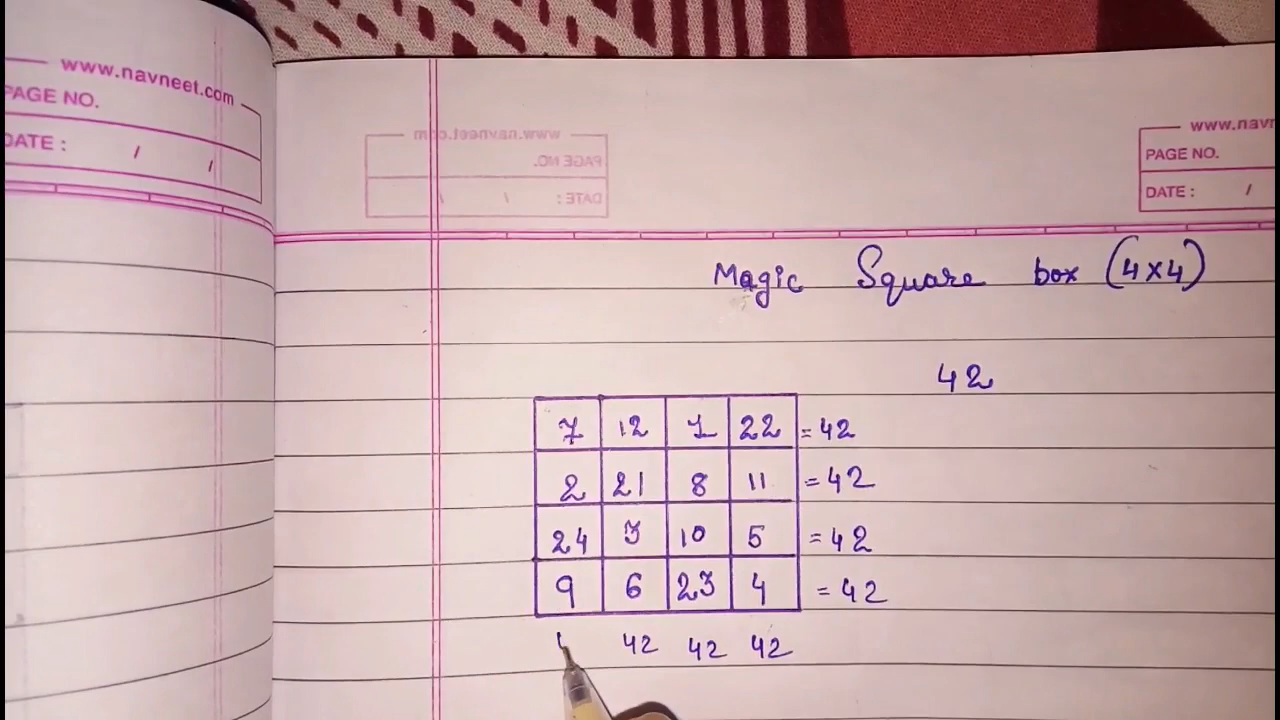 www.navneet.com
PAGE NO.
DATE : / /
www.navneet.com
PAGE NO.
DATE : / /
www.nav
PAGE NO.
DATE : /
Magic Square box (4x4)
42
7 12 1 22 = 42
2 21 8 11 = 42
24 3 10 5 = 42
9 6 23 4 = 42
42 42 42